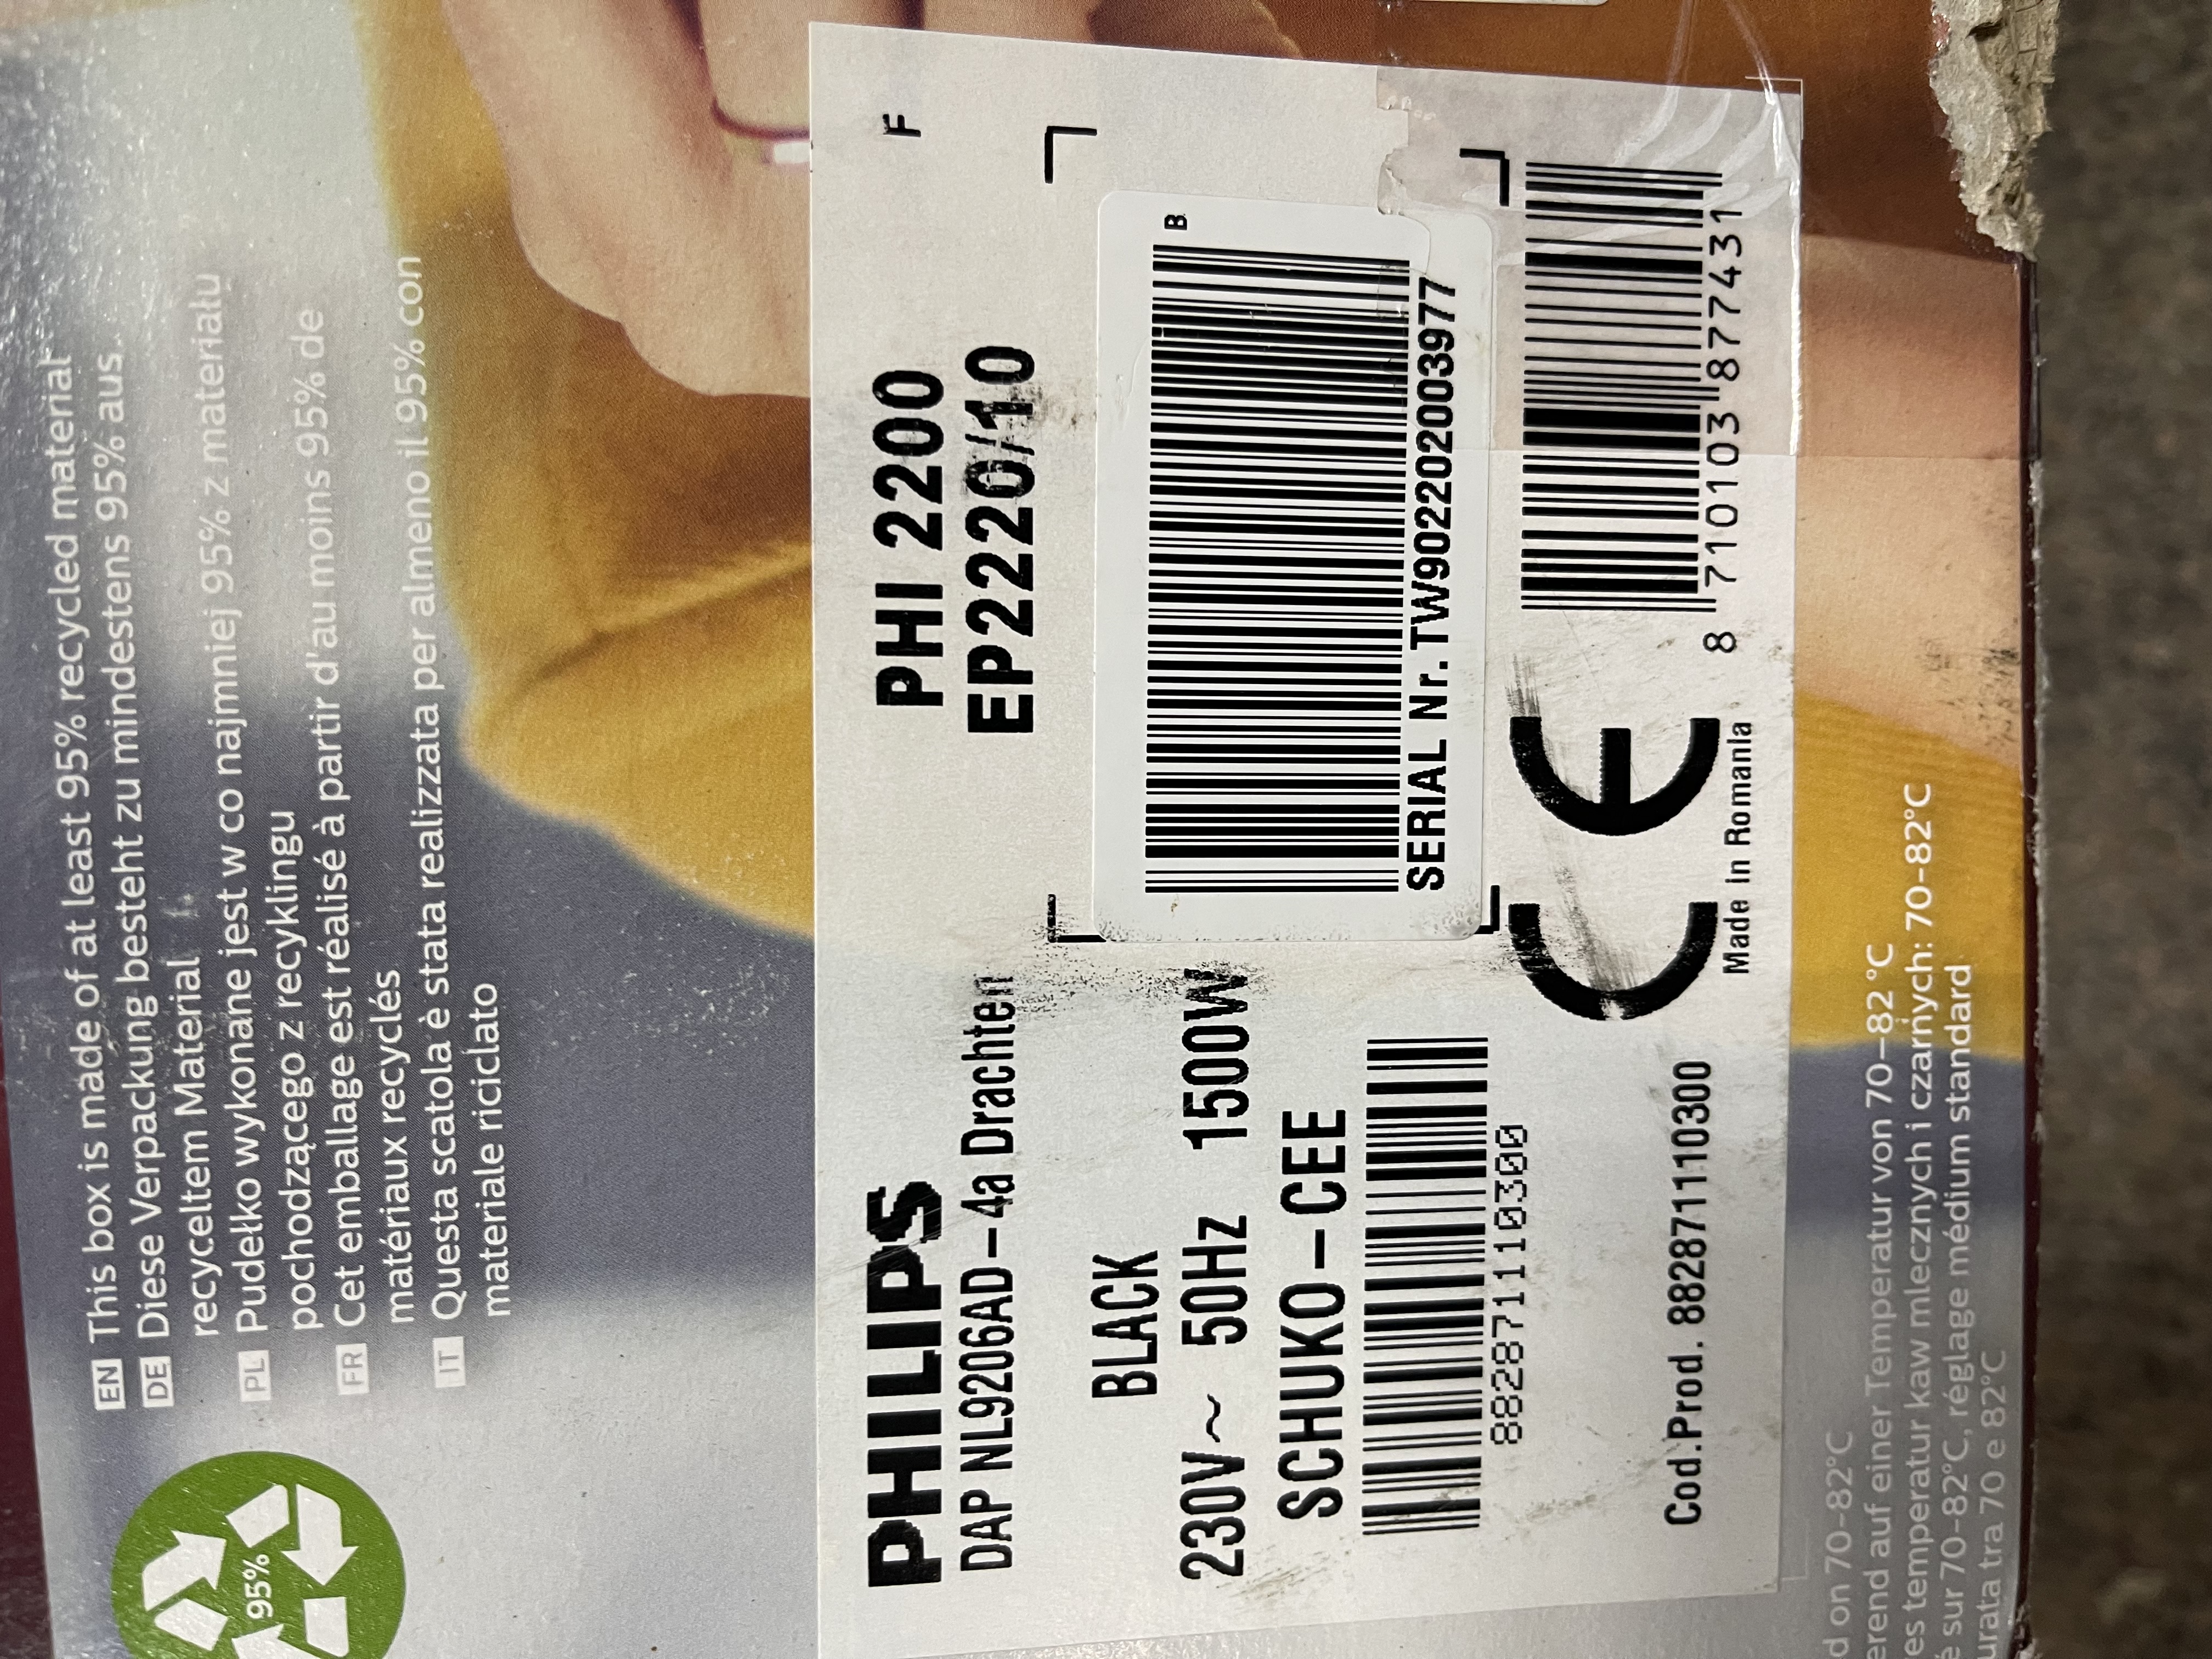 EN This box is made of at least 95% recycled material
DE Diese Verpackung besteht zu mindestens 95% aus
recyceltem Material
PL Pudełko wykonane jest w co najmniej 95% z materiału
pochodzącego z recyklingu
FR Cet emballage est réalisé à partir d'au moins 95% de
matériaux recyclés
IT Questa scatola è stata realizzata per almeno il 95% con
materiale riciclato
95%
PHILIPS
DAP NL9206AD-4a Drachten
PHI 2200
F
EP2220/10
BLACK
230V~ 50Hz 1500W
SCHUKO-CEE
882871110300
Cod.Prod. 882871110300
B
SERIAL Nr. TW902202003977
CE
Made in Romania
8 710103 877431
d on 70-82°C
erend auf einer Temperatur von 70-82 °C
es temperatur kaw mlecznych i czarnych: 70-82°C
é sur 70-82°C, réglage médium standard
urata tra 70 e 82°C